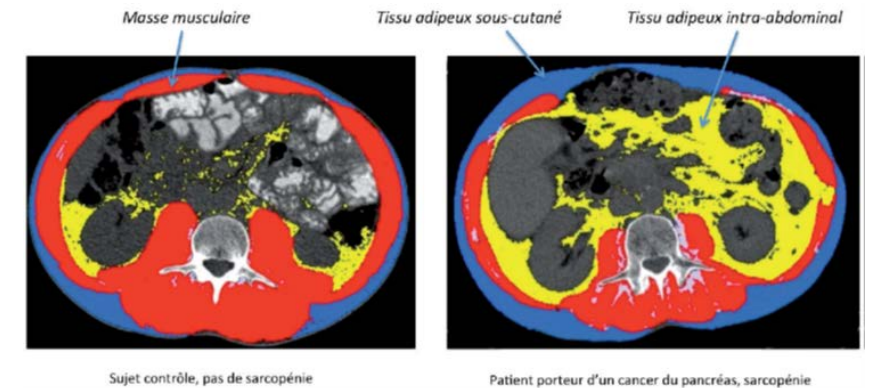 Masse musculaire
Tissu adipeux sous-cutané
Tissu adipeux intra-abdominal
Sujet contrôle, pas de sarcopénie
Patient porteur d'un cancer du pancréas, sarcopénie